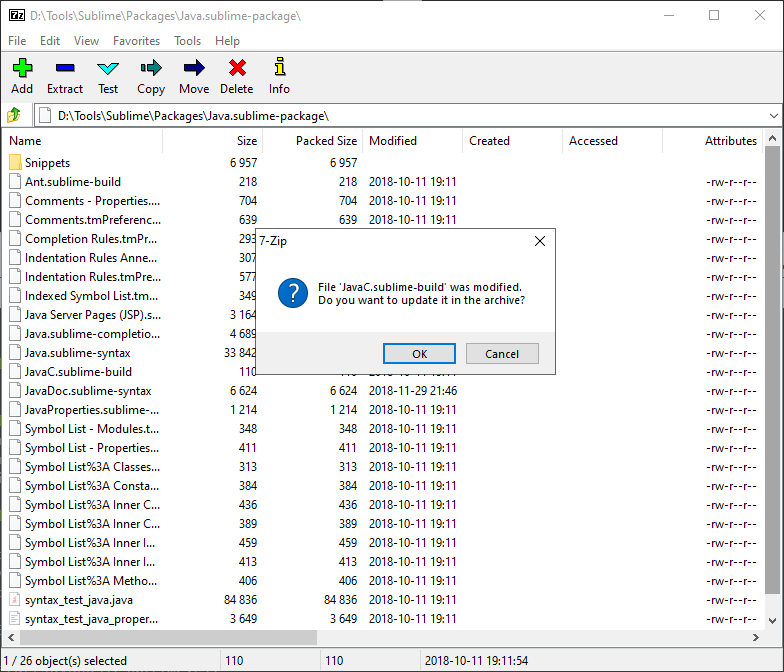 D:\Tools\Sublime\Packages\Java.sublime-package\
File Edit View Favorites Tools Help
Add Extract Test Copy Move Delete Info
D:\Tools\Sublime\Packages\Java.sublime-package\
Name Size Packed Size Modified Created Accessed Attributes
Snippets 6 957 6 957
Ant.sublime-build 218 218 2018-10-11 19:11 -rw-r--r--
Comments - Properties.... 704 704 2018-10-11 19:11 -rw-r--r--
Comments.tmPreferenc... 639 639 2018-10-11 19:11 -rw-r--r--
Completion Rules.tmPr... 293 -rw-r--r--
Indentation Rules Anne... 307 -rw-r--r--
Indentation Rules.tmPre... 577 -rw-r--r--
Indexed Symbol List.tm... 349 -rw-r--r--
Java Server Pages (JSP).s... 3 164 -rw-r--r--
Java.sublime-completio... 4 689 -rw-r--r--
Java.sublime-syntax 33 842 -rw-r--r--
JavaC.sublime-build 110 -rw-r--r--
JavaDoc.sublime-syntax 6 624 6 624 2018-11-29 21:46 -rw-r--r--
JavaProperties.sublime-... 1 214 1 214 2018-10-11 19:11 -rw-r--r--
Symbol List - Modules.t... 348 348 2018-10-11 19:11 -rw-r--r--
Symbol List - Properties... 411 411 2018-10-11 19:11 -rw-r--r--
Symbol List%3A Classes... 313 313 2018-10-11 19:11 -rw-r--r--
Symbol List%3A Consta... 384 384 2018-10-11 19:11 -rw-r--r--
Symbol List%3A Inner C... 436 436 2018-10-11 19:11 -rw-r--r--
Symbol List%3A Inner C... 389 389 2018-10-11 19:11 -rw-r--r--
Symbol List%3A Inner I... 459 459 2018-10-11 19:11 -rw-r--r--
Symbol List%3A Inner I... 413 413 2018-10-11 19:11 -rw-r--r--
Symbol List%3A Metho... 406 406 2018-10-11 19:11 -rw-r--r--
syntax_test_java.java 84 836 84 836 2018-10-11 19:11 -rw-r--r--
syntax_test_java_proper... 3 649 3 649 2018-10-11 19:11 -rw-r--r--
7-Zip
File 'JavaC.sublime-build' was modified.
Do you want to update it in the archive?
OK Cancel
1 / 26 object(s) selected 110 110 2018-10-11 19:11:54